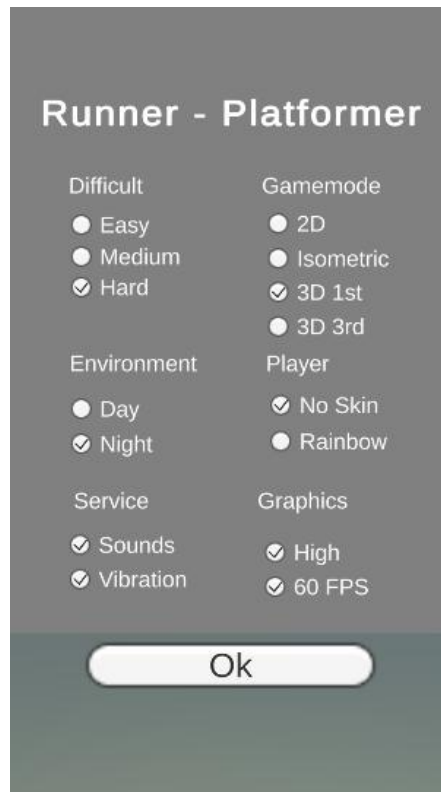 Runner - Platformer
Difficult
Easy
Medium
Hard
Gamemode
2D
Isometric
3D 1st
3D 3rd
Environment
Day
Night
Player
No Skin
Rainbow
Service
Sounds
Vibration
Graphics
High
60 FPS
Ok